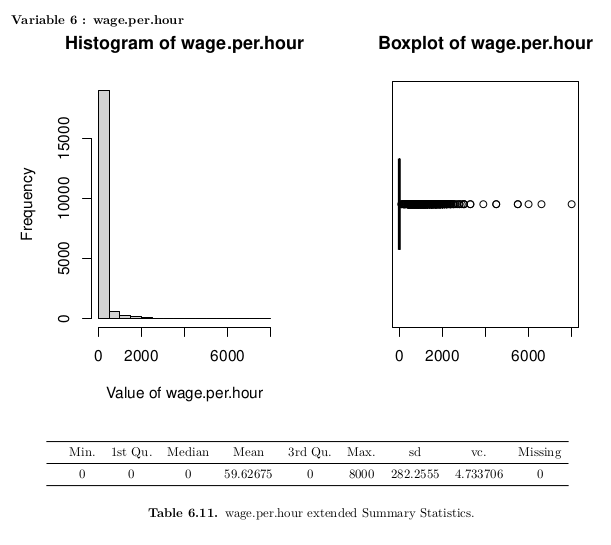 Variable 6 : wage.per.hour
Histogram of wage.per.hour
Boxplot of wage.per.hour
Frequency
0 5000 10000 15000
0 2000 6000
Value of wage.per.hour
0 2000 6000
Min. 1st Qu. Median Mean 3rd Qu. Max. sd vc. Missing
0 0 0 59.62675 0 8000 282.2555 4.733706 0
Table 6.11. wage.per.hour extended Summary Statistics.